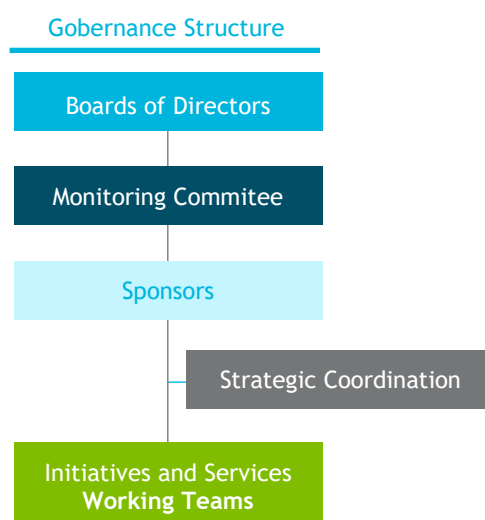 Gobernance Structure
Boards of Directors
Monitoring Commitee
Sponsors
Strategic Coordination
Initiatives and Services
Working Teams